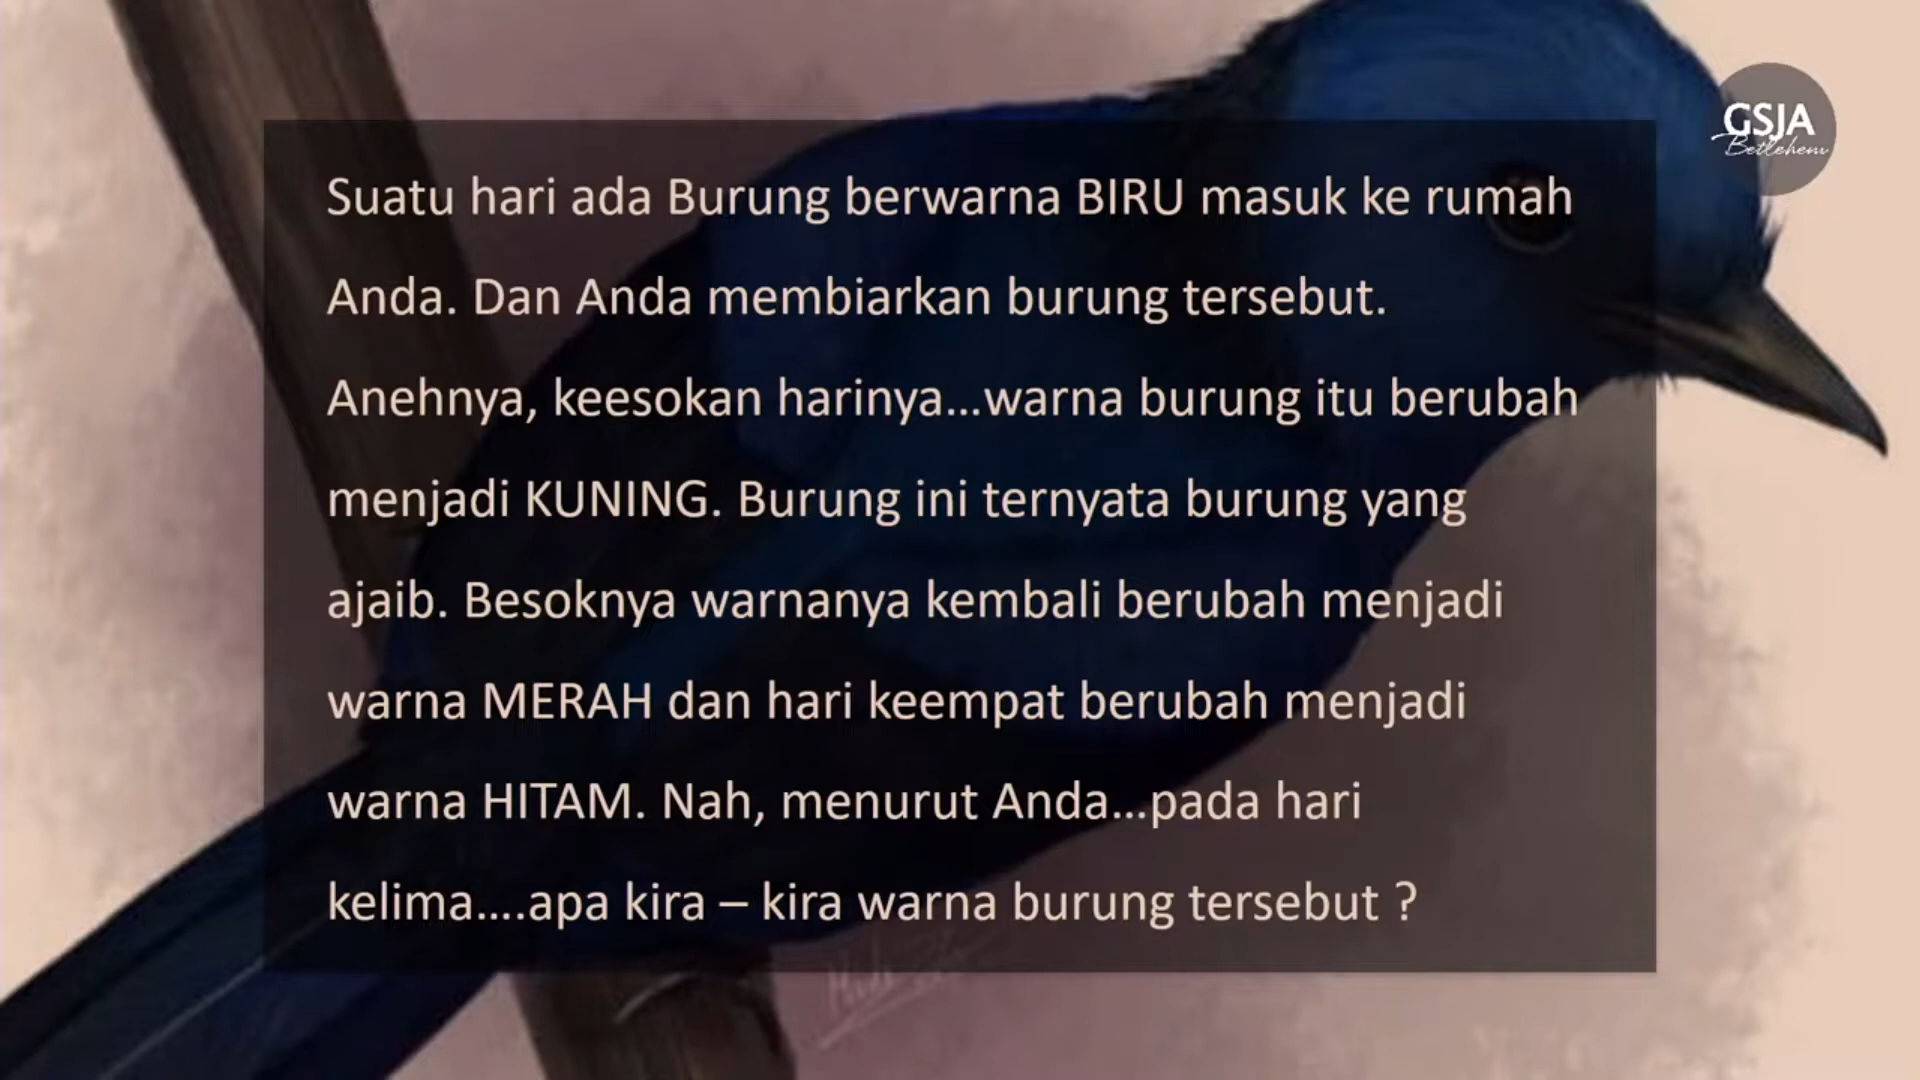 GSJA
Betlehem
Suatu hari ada Burung berwarna BIRU masuk ke rumah
Anda. Dan Anda membiarkan burung tersebut.
Anehnya, keesokan harinya...warna burung itu berubah
menjadi KUNING. Burung ini ternyata burung yang
ajaib. Besoknya warnanya kembali berubah menjadi
warna MERAH dan hari keempat berubah menjadi
warna HITAM. Nah, menurut Anda...pada hari
kelima....apa kira – kira warna burung tersebut ?